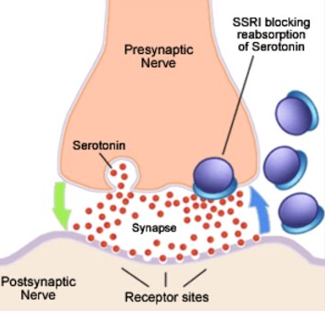 SSRI blocking
reabsorption
of Serotonin
Presynaptic
Nerve
Serotonin
Synapse
Postsynaptic
Nerve
Receptor sites